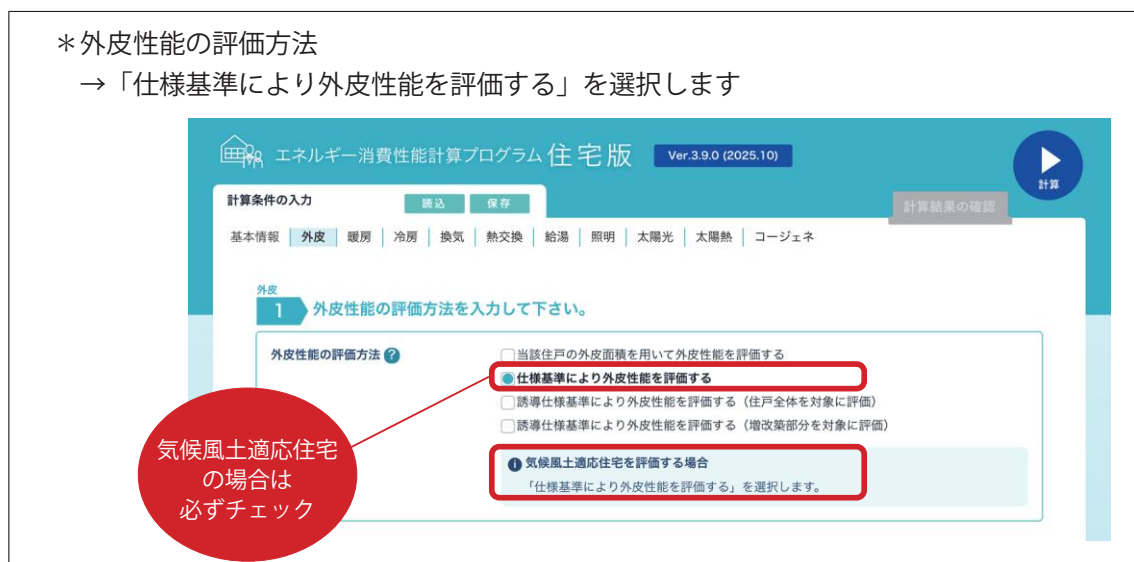 ＊外皮性能の評価方法
→「仕様基準により外皮性能を評価する」を選択します
エネルギー消費性能計算プログラム 住宅版 Ver.3.9.0 (2025.10)
計算
計算条件の入力 読込 保存
計算結果の確認
基本情報 外皮 暖房 冷房 換気 熱交換 給湯 照明 太陽光 太陽熱 コージェネ
外皮
1 外皮性能の評価方法を入力して下さい。
外皮性能の評価方法 ?
当該住戸の外皮面積を用いて外皮性能を評価する
仕様基準により外皮性能を評価する
誘導仕様基準により外皮性能を評価する（住戸全体を対象に評価）
誘導仕様基準により外皮性能を評価する（増改築部分を対象に評価）
気候風土適応住宅を評価する場合
「仕様基準により外皮性能を評価する」を選択します。
気候風土適応住宅
の場合は
必ずチェック